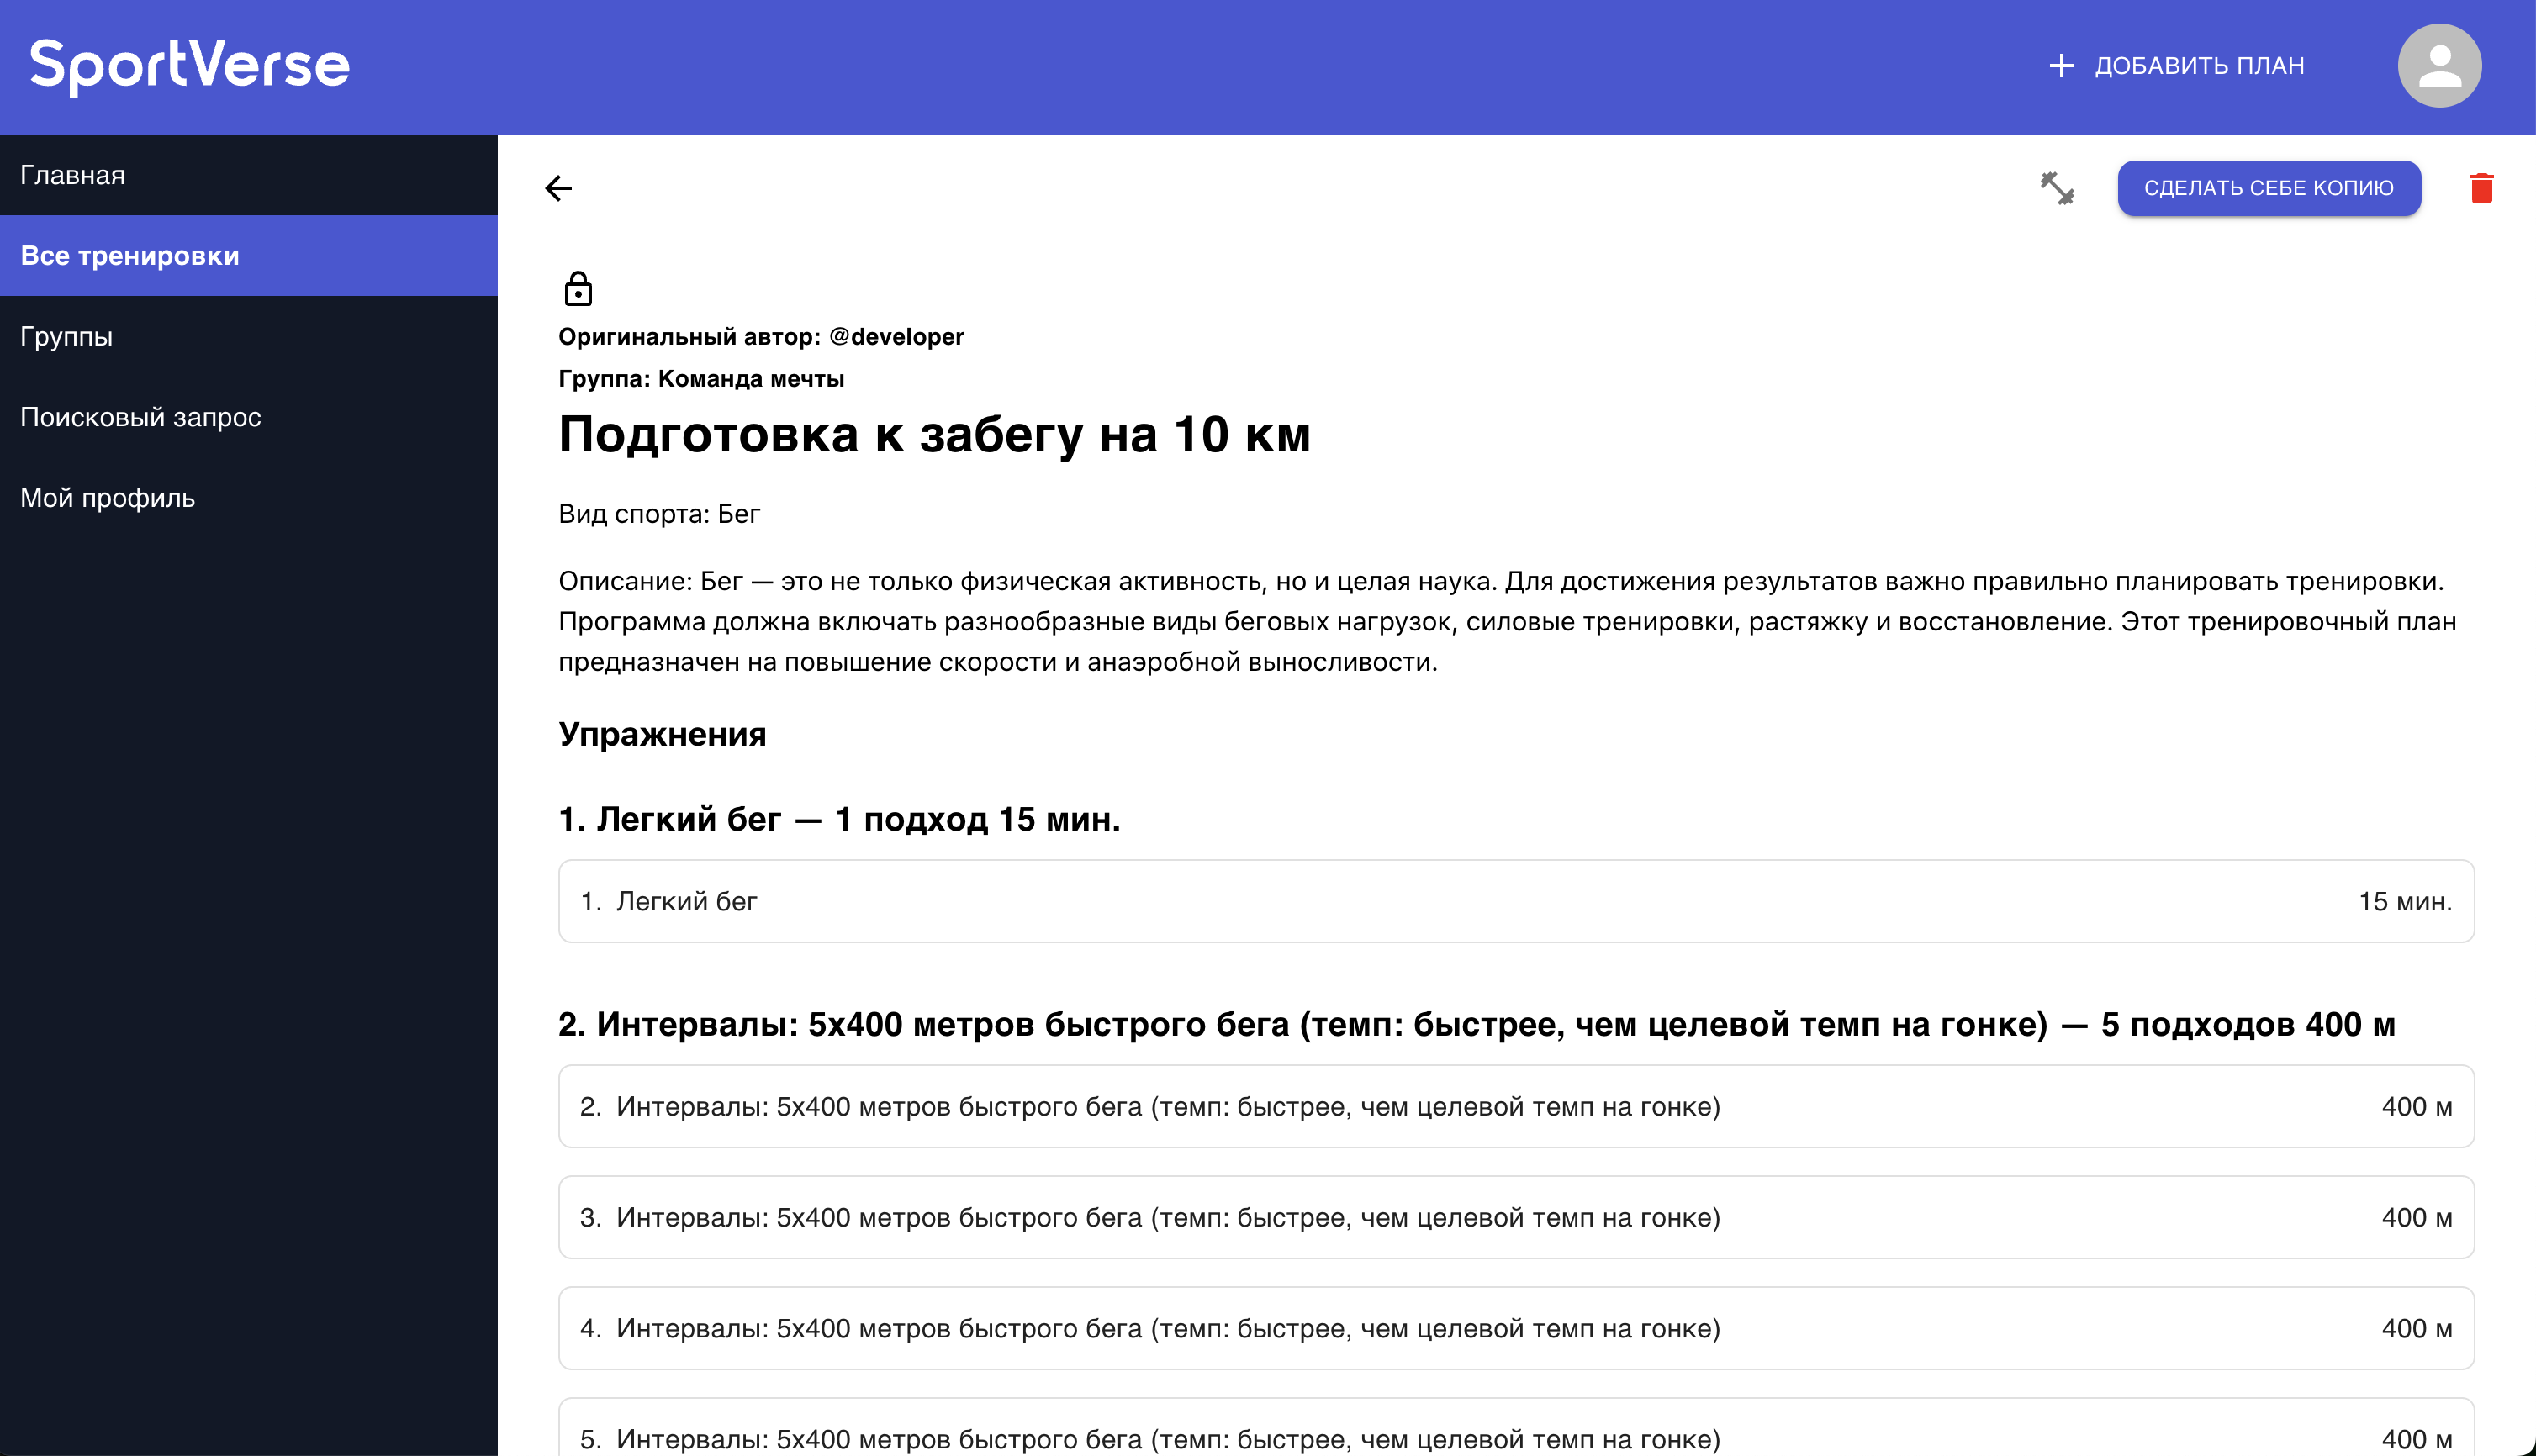 SportVerse
ДОБАВИТЬ ПЛАН
Главная
Все тренировки
Группы
Поисковый запрос
Мой профиль
СДЕЛАТЬ СЕБЕ КОПИЮ
Оригинальный автор: @developer
Группа: Команда мечты
Подготовка к забегу на 10 км
Вид спорта: Бег
Описание: Бег — это не только физическая активность, но и целая наука. Для достижения результатов важно правильно планировать тренировки.
Программа должна включать разнообразные виды беговых нагрузок, силовые тренировки, растяжку и восстановление. Этот тренировочный план
предназначен на повышение скорости и анаэробной выносливости.
Упражнения
1. Легкий бег — 1 подход 15 мин.
1. Легкий бег 15 мин.
2. Интервалы: 5x400 метров быстрого бега (темп: быстрее, чем целевой темп на гонке) — 5 подходов 400 м
2. Интервалы: 5x400 метров быстрого бега (темп: быстрее, чем целевой темп на гонке) 400 м
3. Интервалы: 5x400 метров быстрого бега (темп: быстрее, чем целевой темп на гонке) 400 м
4. Интервалы: 5x400 метров быстрого бега (темп: быстрее, чем целевой темп на гонке) 400 м
5. Интервалы: 5x400 метров быстрого бега (темп: быстрее, чем целевой темп на гонке) 400 м